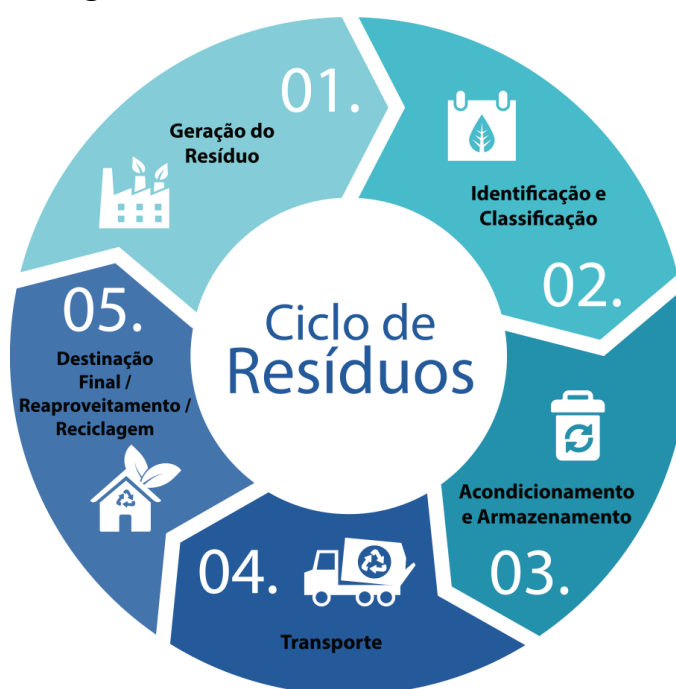 01.
Geração do
Resíduo
Identificação e
Classificação
02.
Acondicionamento
e Armazenamento
03.
04.
Transporte
05.
Destinação
Final /
Reaproveitamento /
Reciclagem
Ciclo de
Resíduos